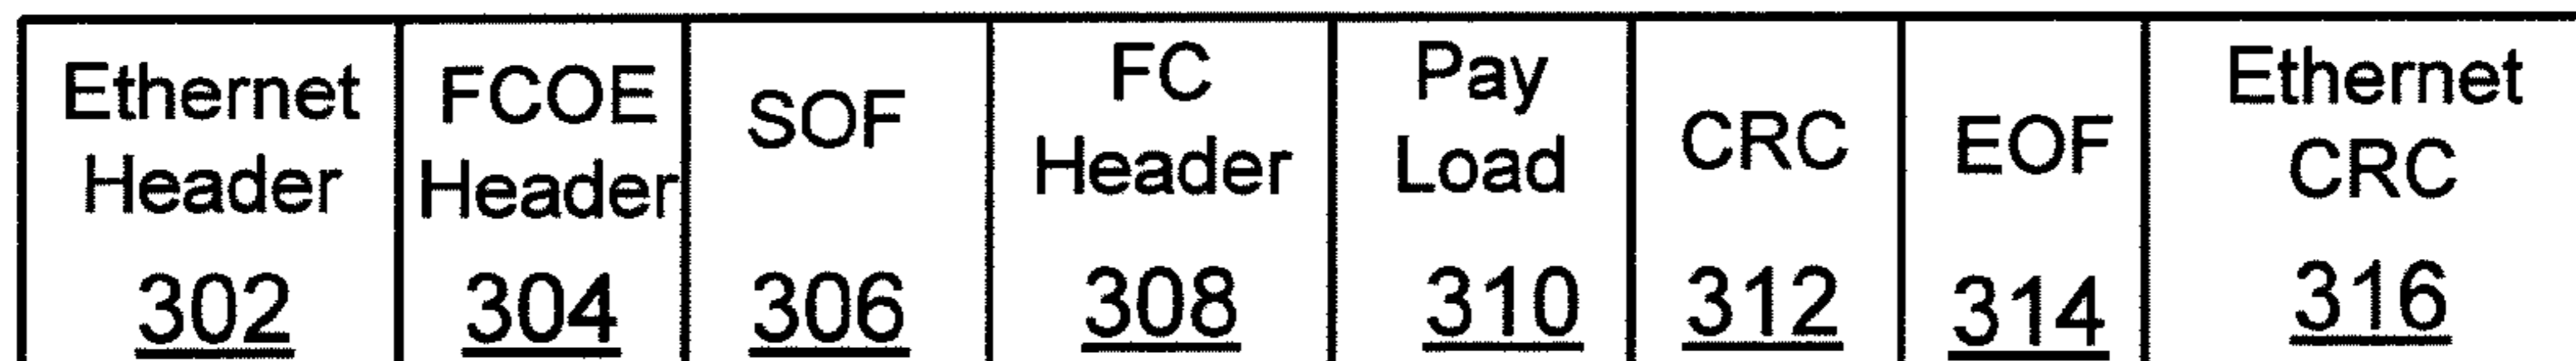 Ethernet
Header
302
FCOE
Header
304
SOF
306
FC
Header
308
Pay
Load
310
CRC
312
EOF
314
Ethernet
CRC
316